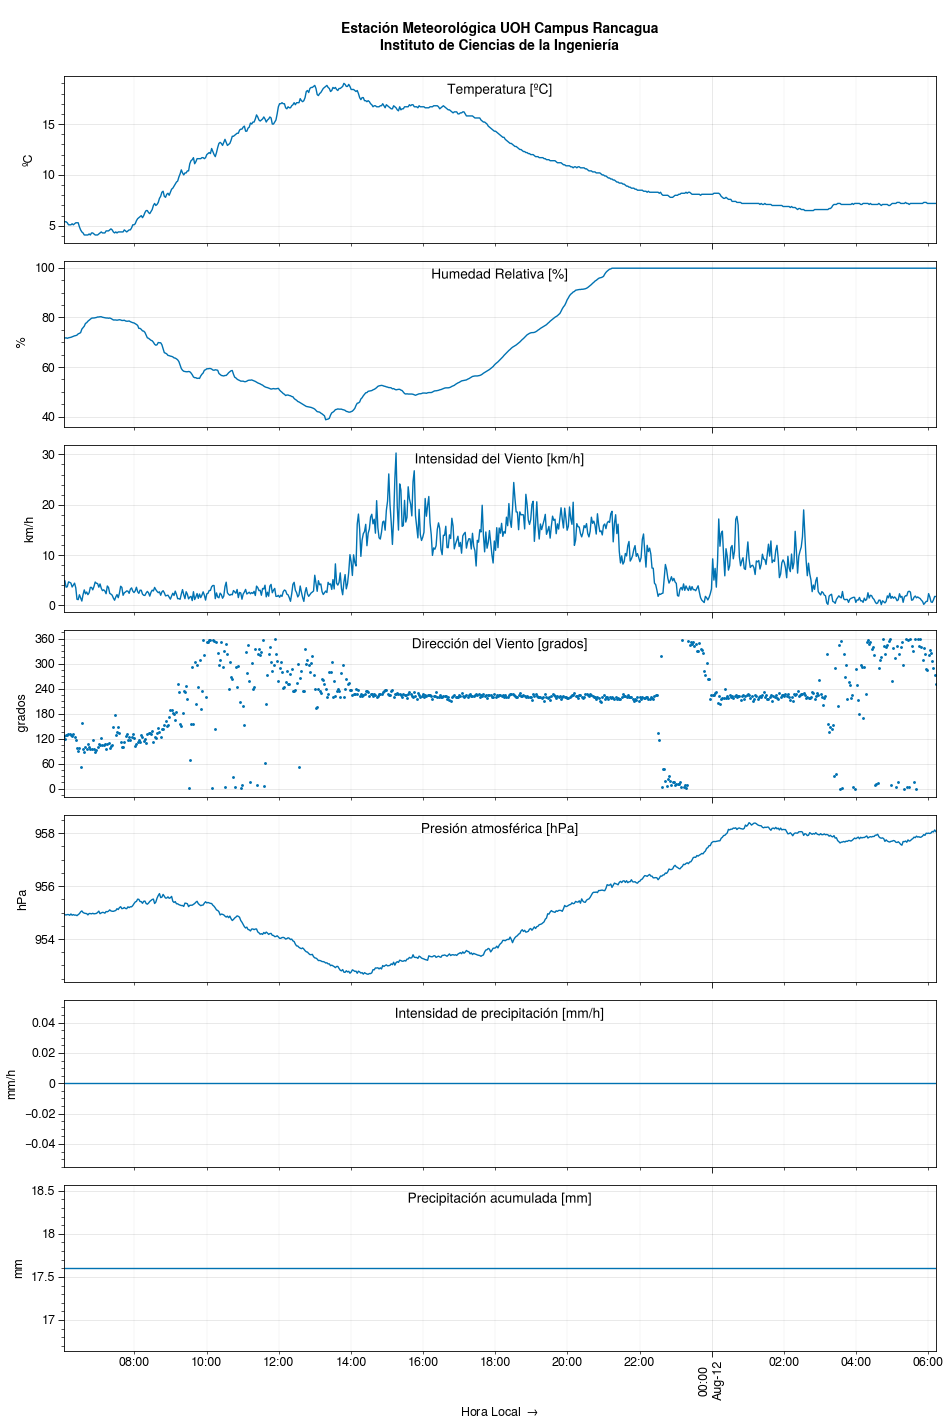 Estación Meteorológica UOH Campus Rancagua
Instituto de Ciencias de la Ingeniería
Temperatura [ºC]
ºC
15
10
5
Humedad Relativa [%]
%
100
80
60
40
Intensidad del Viento [km/h]
km/h
30
20
10
0
Dirección del Viento [grados]
grados
360
300
240
180
120
60
0
Presión atmosférica [hPa]
hPa
958
956
954
Intensidad de precipitación [mm/h]
mm/h
0.04
0.02
0
−0.02
−0.04
Precipitación acumulada [mm]
mm
18.5
18
17.5
17
08:00 10:00 12:00 14:00 16:00 18:00 20:00 22:00 00:00 02:00 04:00 06:00
Aug-12
Hora Local →